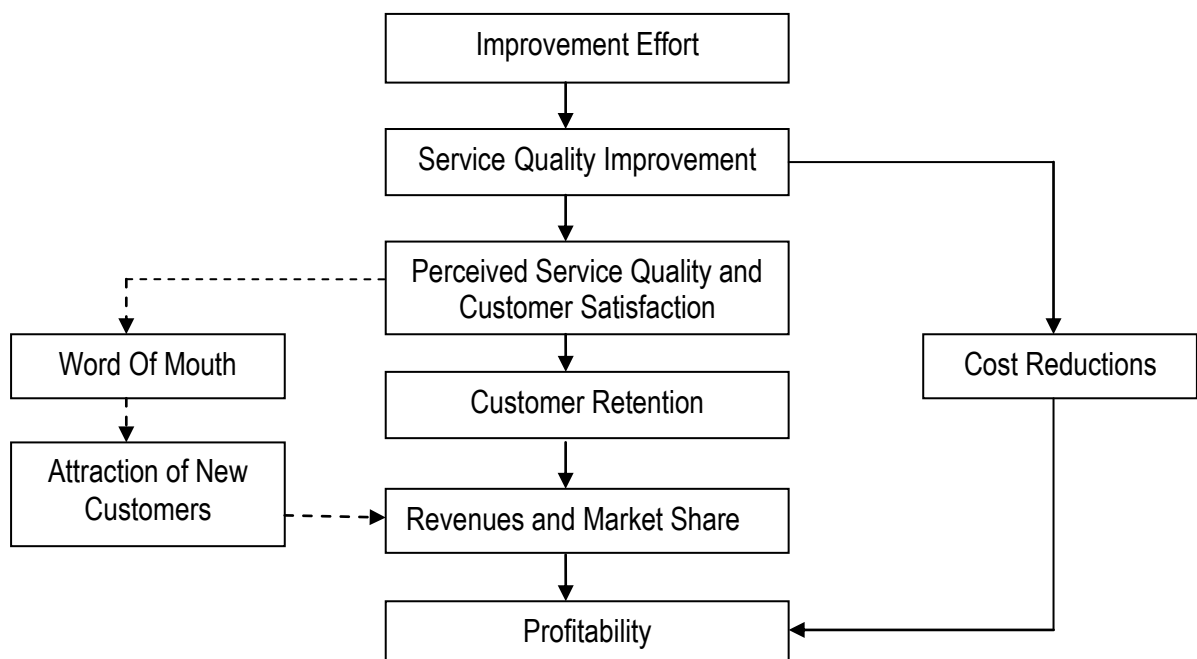 Improvement Effort
Service Quality Improvement
Perceived Service Quality and
Customer Satisfaction
Word Of Mouth
Cost Reductions
Customer Retention
Attraction of New
Customers
Revenues and Market Share
Profitability